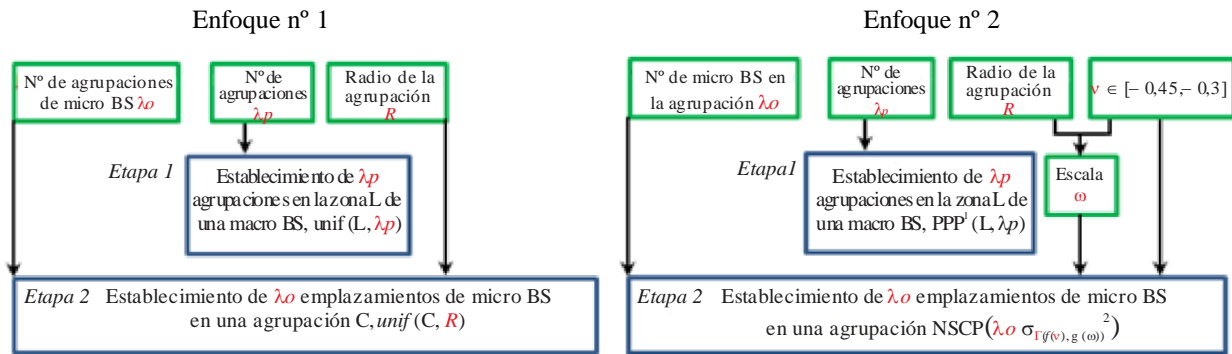 Enfoque nº 1
Nº de agrupaciones
de micro BS λo
Nº de
agrupaciones
λp
Radio de la
agrupación
R
Etapa 1
Establecimiento de λp
agrupaciones en la zona L de
una macro BS, unif (L, λp)
Etapa 2 Establecimiento de λo emplazamientos de micro BS
en una agrupación C, unif (C, R)
Enfoque nº 2
Nº de micro BS en
la agrupación λo
Nº de
agrupaciones
λp
Radio de la
agrupación
R
ν ∈ [– 0,45,– 0,3]
Etapa1
Establecimiento de λp
agrupaciones en la zona L de
una macro BS, PPP¹ (L, λp)
Escala
ω
Etapa 2 Establecimiento de λo emplazamientos de micro BS
en una agrupación NSCP(λo σΓ(f(ν), g (ω))²)